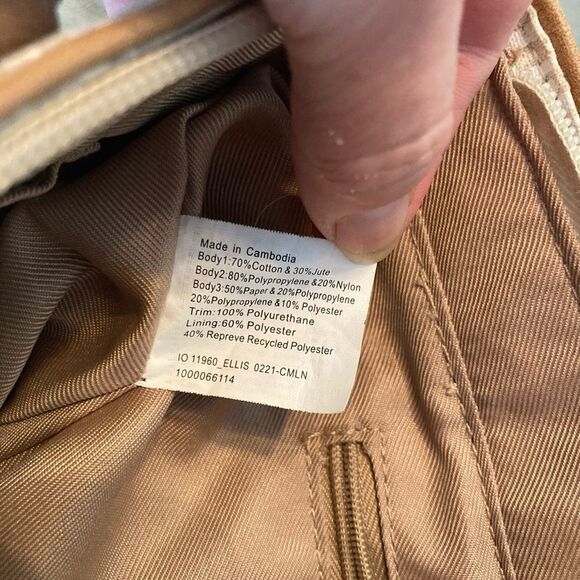 Made in Cambodia
Body1:70%Cotton & 30%Jute
Body2:80%Polypropylene &20%Nylon
Body3:50%Paper & 20%Polypropylene
20%Polypropylene &10% Polyester
Trim:100% Polyurethane
Lining:60% Polyester
40% Repreve Recycled Polyester
IO 11960_ELLIS 0221-CMLN
1000066114